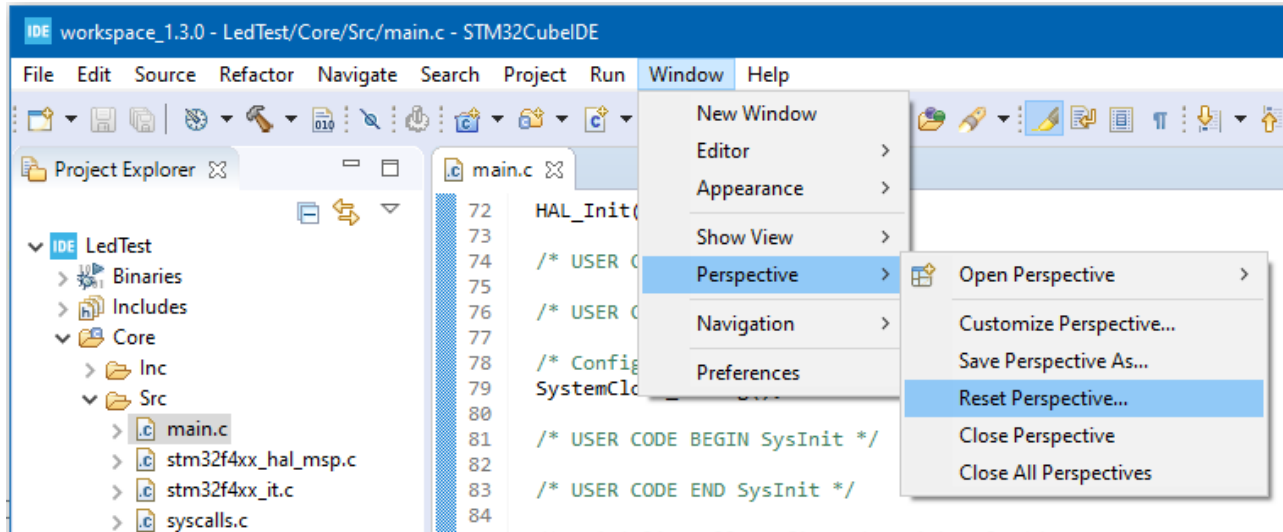 IDE workspace_1.3.0 - LedTest/Core/Src/main.c - STM32CubeIDE
File Edit Source Refactor Navigate Search Project Run Window Help
010
Project Explorer
IDE LedTest
Binaries
Includes
Core
Inc
Src
.c main.c
.c stm32f4xx_hal_msp.c
.c stm32f4xx_it.c
.c syscalls.c
.c main.c
72 HAL_Init(
73
74 /* USER
75
76 /* USER
77
78 /* Config
79
80
81 /* USER CODE BEGIN SysInit */
82
83 /* USER CODE END SysInit */
84
New Window
Editor
Appearance
Show View
Perspective
Navigation
Preferences
Open Perspective
Customize Perspective...
Save Perspective As...
Reset Perspective...
Close Perspective
Close All Perspectives